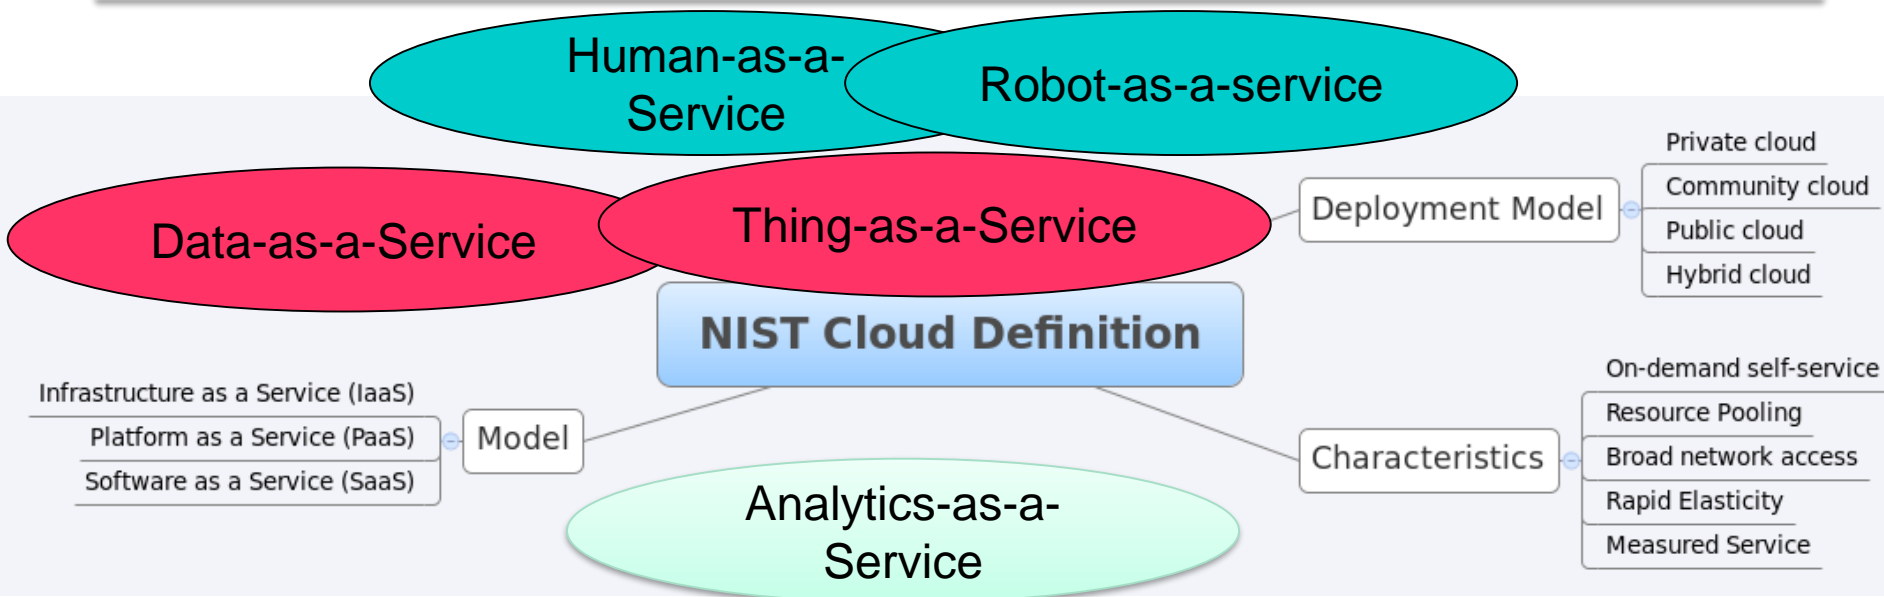 Human-as-a-
Service
Robot-as-a-service
Data-as-a-Service
Thing-as-a-Service
NIST Cloud Definition
Deployment Model
Private cloud
Community cloud
Public cloud
Hybrid cloud
Infrastructure as a Service (IaaS)
Platform as a Service (PaaS)
Software as a Service (SaaS)
Model
Characteristics
On-demand self-service
Resource Pooling
Broad network access
Rapid Elasticity
Measured Service
Analytics-as-a-
Service